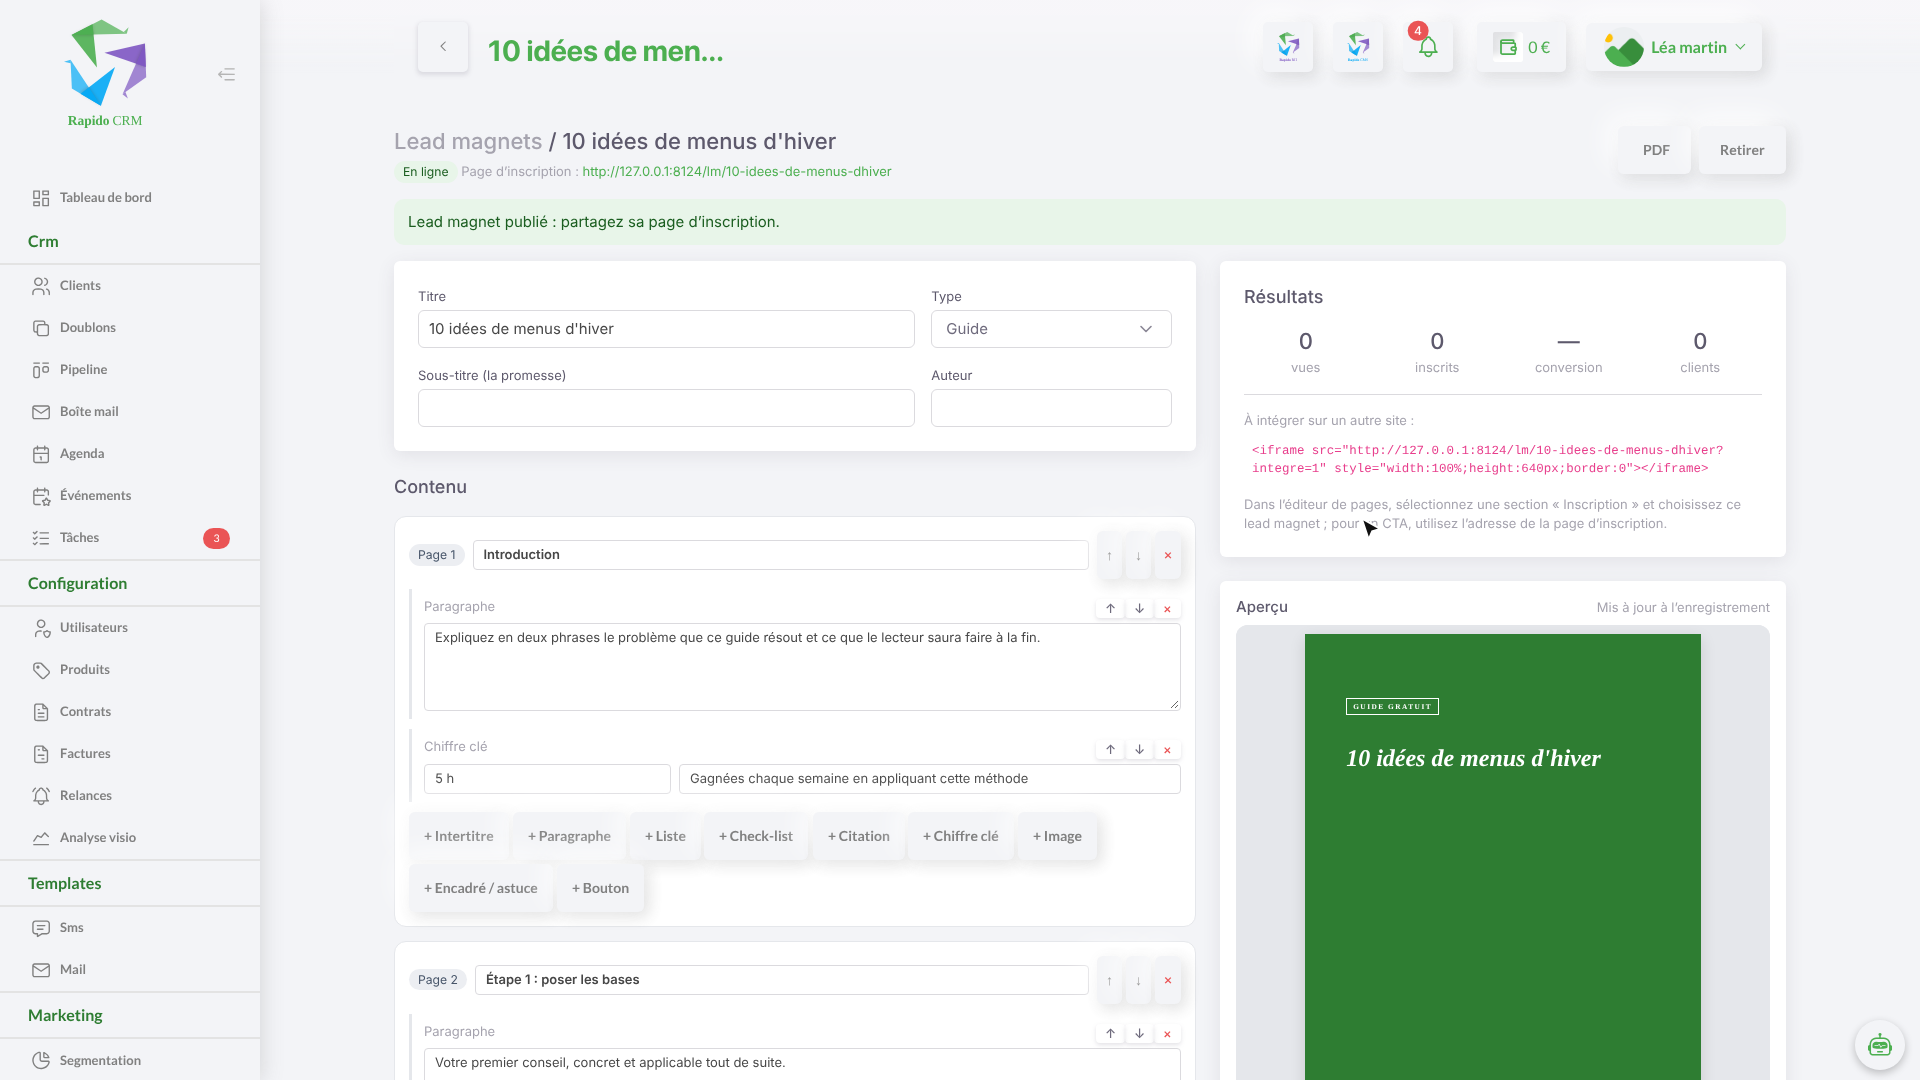 10 idées de men...
4
0 €
Léa martin
Rapido CRM
Tableau de bord
Crm
Clients
Doublons
Pipeline
Boîte mail
Agenda
Événements
Tâches
3
Configuration
Utilisateurs
Produits
Contrats
Factures
Relances
Analyse visio
Templates
Sms
Mail
Marketing
Segmentation
Lead magnets / 10 idées de menus d'hiver
En ligne
Page d’inscription : http://127.0.0.1:8124/lm/10-idees-de-menus-dhiver
PDF
Retirer
Lead magnet publié : partagez sa page d’inscription.
Titre
Type
10 idées de menus d'hiver
Guide
Sous-titre (la promesse)
Auteur
Contenu
Page 1
Introduction
↑
↓
×
Paragraphe
↑
↓
×
Expliquez en deux phrases le problème que ce guide résout et ce que le lecteur saura faire à la fin.
Chiffre clé
↑
↓
×
5 h
Gagnées chaque semaine en appliquant cette méthode
+ Intertitre
+ Paragraphe
+ Liste
+ Check-list
+ Citation
+ Chiffre clé
+ Image
+ Encadré / astuce
+ Bouton
Page 2
Étape 1 : poser les bases
↑
↓
×
Paragraphe
↑
↓
×
Votre premier conseil, concret et applicable tout de suite.
Résultats
0
vues
0
inscrits
—
conversion
0
clients
À intégrer sur un autre site :
<iframe src="http://127.0.0.1:8124/lm/10-idees-de-menus-dhiver?
integre=1" style="width:100%;height:640px;border:0"></iframe>
Dans l’éditeur de pages, sélectionnez une section « Inscription » et choisissez ce
lead magnet ; pour CTA, utilisez l’adresse de la page d’inscription.
Aperçu
Mis à jour à l’enregistrement
GUIDE GRATUIT
10 idées de menus d'hiver